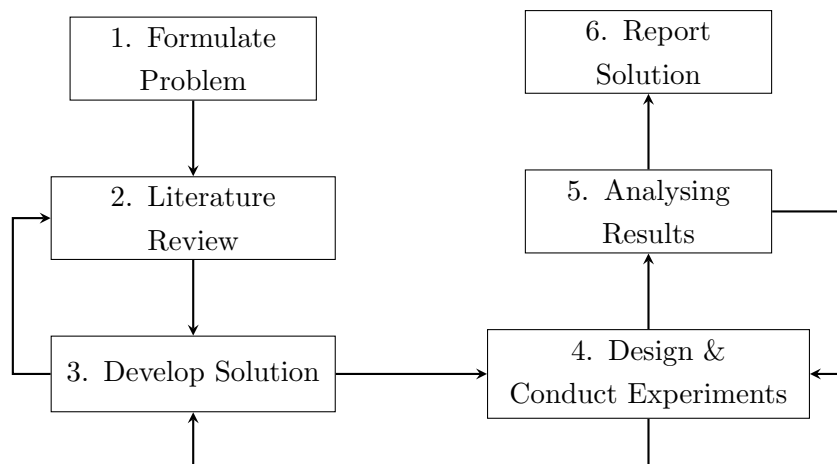 1. Formulate
Problem
2. Literature
Review
3. Develop Solution
6. Report
Solution
5. Analysing
Results
4. Design &
Conduct Experiments